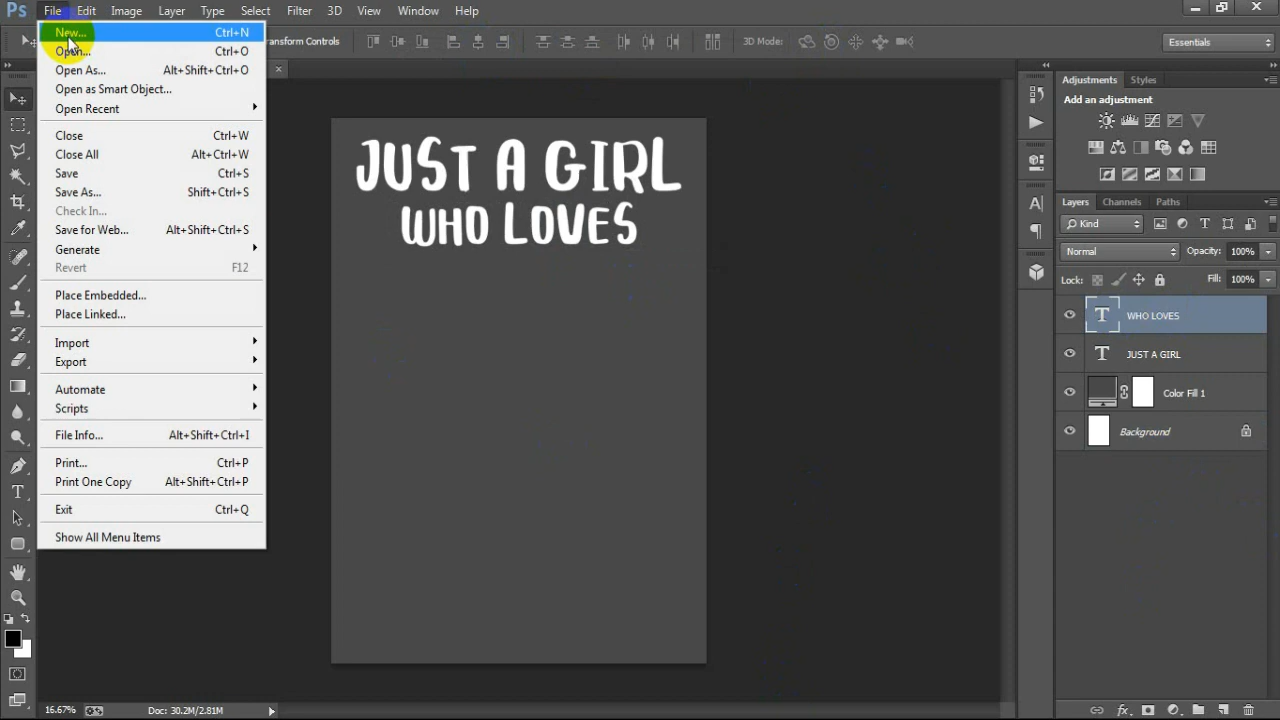 Ps File Edit Image Layer Type Select Filter 3D View Window Help
New... Ctrl+N
Open... Ctrl+O
Open As... Alt+Shift+Ctrl+O
Open as Smart Object...
Open Recent
Close Ctrl+W
Close All Alt+Ctrl+W
Save Ctrl+S
Save As... Shift+Ctrl+S
Check In...
Save for Web... Alt+Shift+Ctrl+S
Generate
Revert F12
Place Embedded...
Place Linked...
Import
Export
Automate
Scripts
File Info... Alt+Shift+Ctrl+I
Print... Ctrl+P
Print One Copy Alt+Shift+Ctrl+P
Exit Ctrl+Q
Show All Menu Items
ransform Controls
3D Mode:
Essentials
JUST A GIRL
WHO LOVES
Adjustments Styles
Add an adjustment
Layers Channels Paths
Kind
Normal Opacity: 100%
Lock: Fill: 100%
T WHO LOVES
T JUST A GIRL
Color Fill 1
Background
16.67% Doc: 30.2M/2.81M